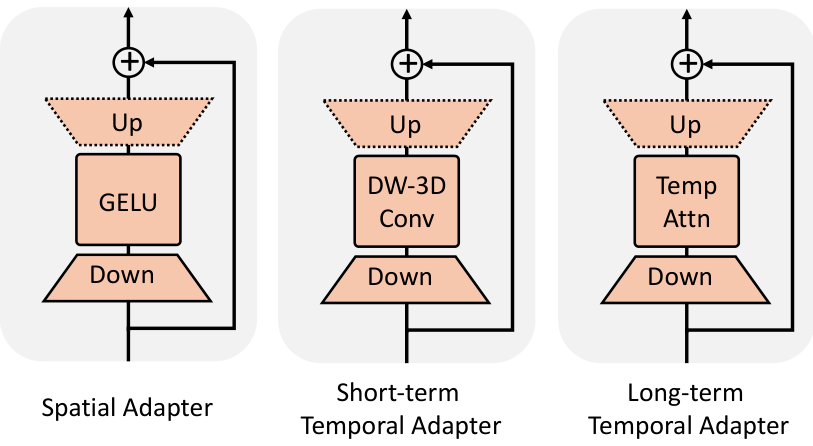 +
Up
GELU
Down
Spatial Adapter
+
Up
DW-3D
Conv
Down
Short-term
Temporal Adapter
+
Up
Temp
Attn
Down
Long-term
Temporal Adapter